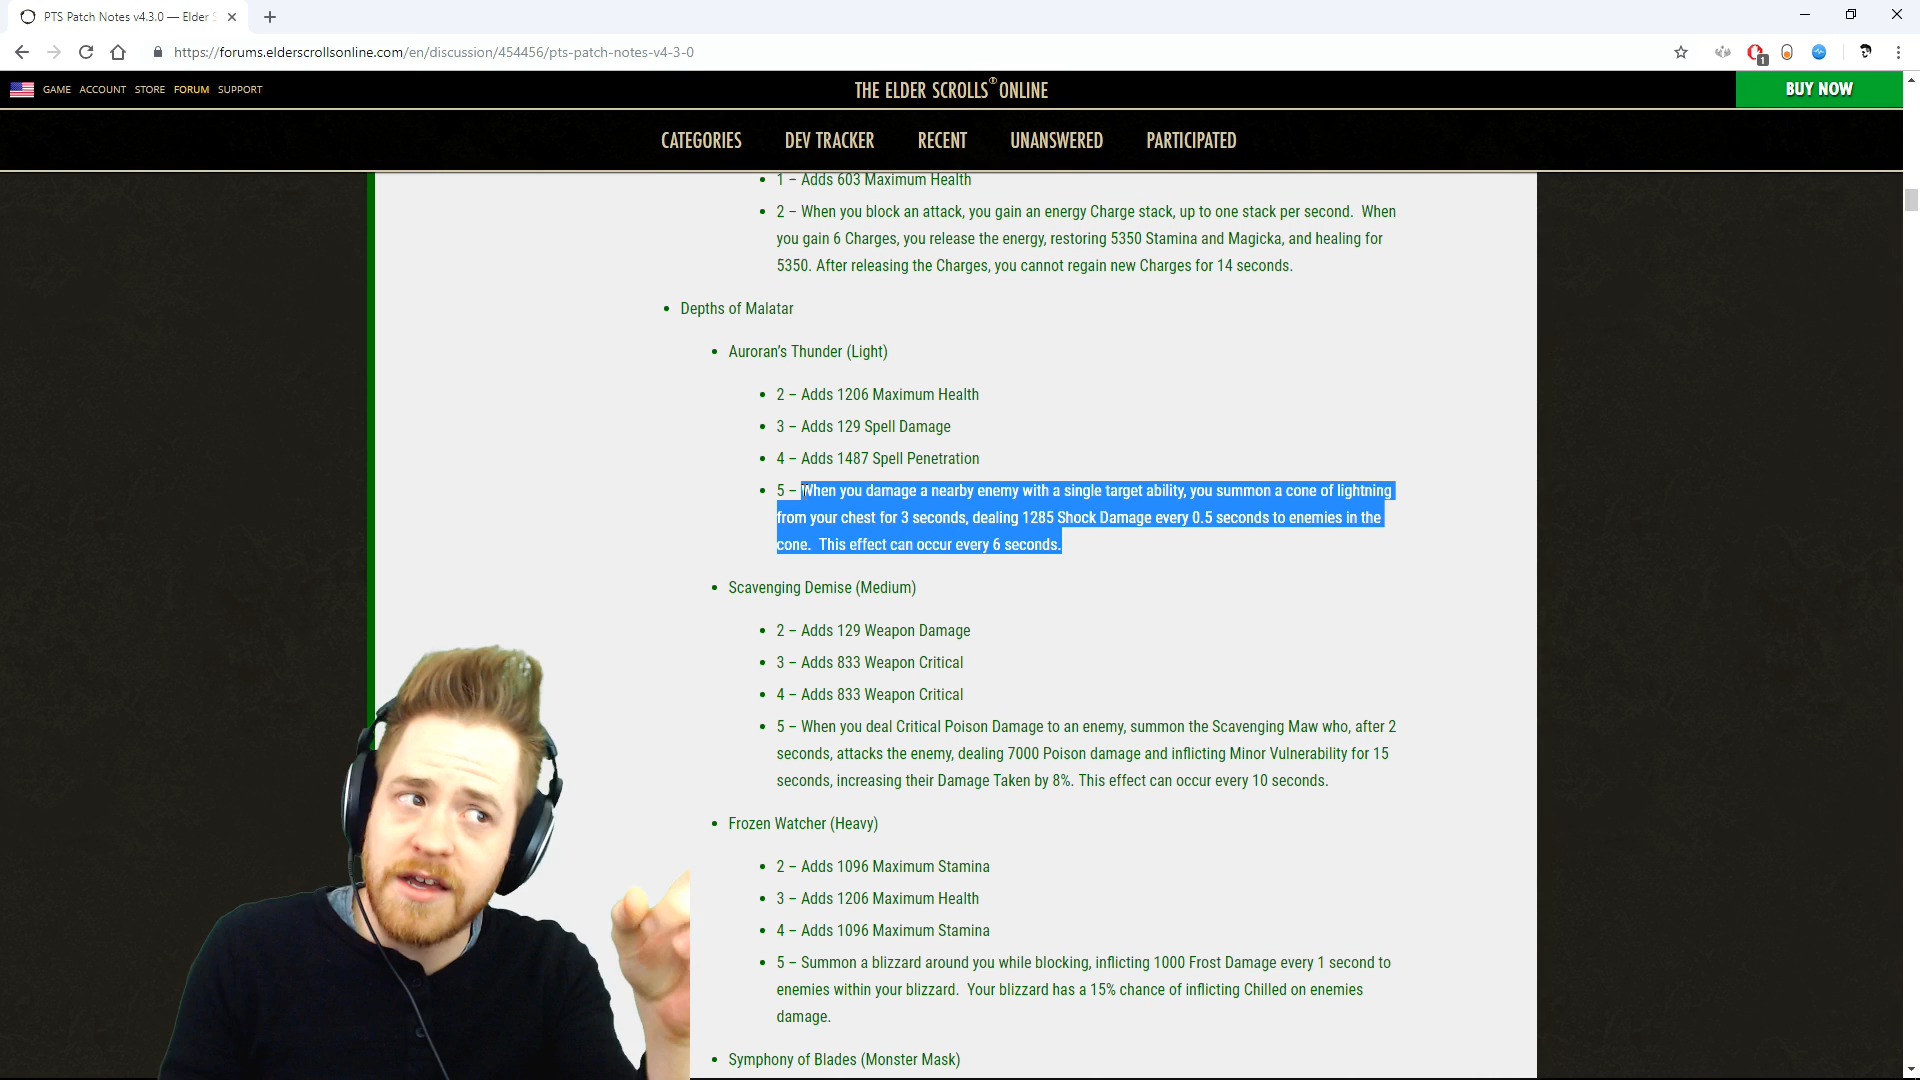 PTS Patch Notes v4.3.0 — Elder S
https://forums.elderscrollsonline.com/en/discussion/454456/pts-patch-notes-v4-3-0
1
GAME ACCOUNT STORE FORUM SUPPORT
THE ELDER SCROLLS ONLINE
BUY NOW
CATEGORIES DEV TRACKER RECENT UNANSWERED PARTICIPATED
• 1 – Adds 603 Maximum Health
• 2 – When you block an attack, you gain an energy Charge stack, up to one stack per second. When
you gain 6 Charges, you release the energy, restoring 5350 Stamina and Magicka, and healing for
5350. After releasing the Charges, you cannot regain new Charges for 14 seconds.
• Depths of Malatar
• Auroran’s Thunder (Light)
• 2 – Adds 1206 Maximum Health
• 3 – Adds 129 Spell Damage
• 4 – Adds 1487 Spell Penetration
• 5 – When you damage a nearby enemy with a single target ability, you summon a cone of lightning
from your chest for 3 seconds, dealing 1285 Shock Damage every 0.5 seconds to enemies in the
cone. This effect can occur every 6 seconds.
• Scavenging Demise (Medium)
• 2 – Adds 129 Weapon Damage
• 3 – Adds 833 Weapon Critical
• 4 – Adds 833 Weapon Critical
• 5 – When you deal Critical Poison Damage to an enemy, summon the Scavenging Maw who, after 2
seconds, attacks the enemy, dealing 7000 Poison damage and inflicting Minor Vulnerability for 15
seconds, increasing their Damage Taken by 8%. This effect can occur every 10 seconds.
• Frozen Watcher (Heavy)
• 2 – Adds 1096 Maximum Stamina
• 3 – Adds 1206 Maximum Health
• 4 – Adds 1096 Maximum Stamina
• 5 – Summon a blizzard around you while blocking, inflicting 1000 Frost Damage every 1 second to
enemies within your blizzard. Your blizzard has a 15% chance of inflicting Chilled on enemies
damage.
• Symphony of Blades (Monster Mask)